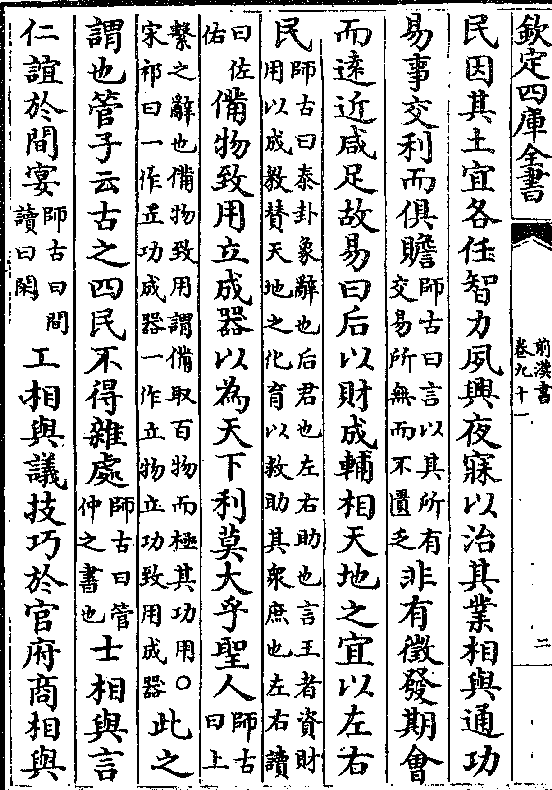 欽定四庫全書
前漢書
卷九十一
二
民因其土宜各任智力夙興夜寐以治其業相與通功
易事交利而俱贍師古曰言以其所有交易所無而不匱乏非有徵發期會
而遠近咸足故易曰后以財成輔相天地之宜以左右
民師古曰泰卦象辭也后君也左右助也言王者資財用以成教贊天地之化育以救助其衆庶也左右讀
曰佐佑備物致用立成器以為天下利莫大乎聖人師古曰上
繫之辭也備物致用謂備取百物而極其功用○宋祁曰一作功成器一作立物立功致用成器此之
謂也管子云古之四民不得雜處師古曰管仲之書也士相與言
仁誼於間宴師古曰間讀曰閑工相與議技巧於官府商相與